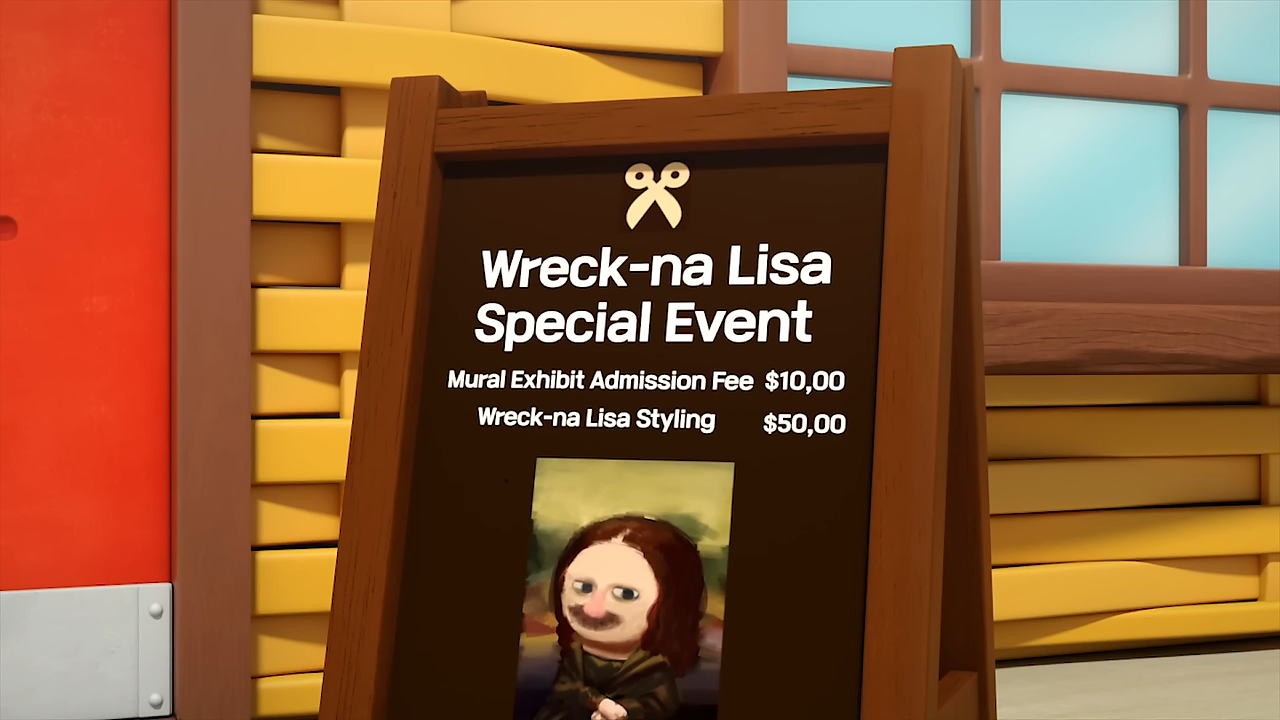 Wreck-na Lisa
Special Event
Mural Exhibit Admission Fee $10,00
Wreck-na Lisa Styling $50,00